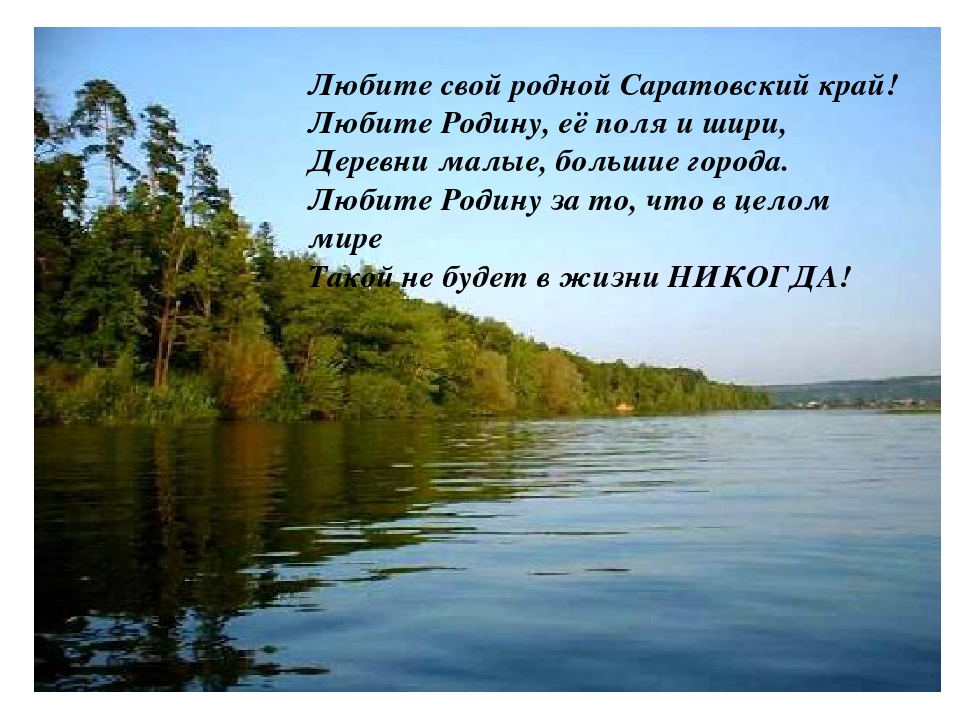 Любите свой родной Саратовский край!
Любите Родину, её поля и шири,
Деревни малые, большие города.
Любите Родину за то, что в целом
мире
Такой не будет в жизни НИКОГДА!